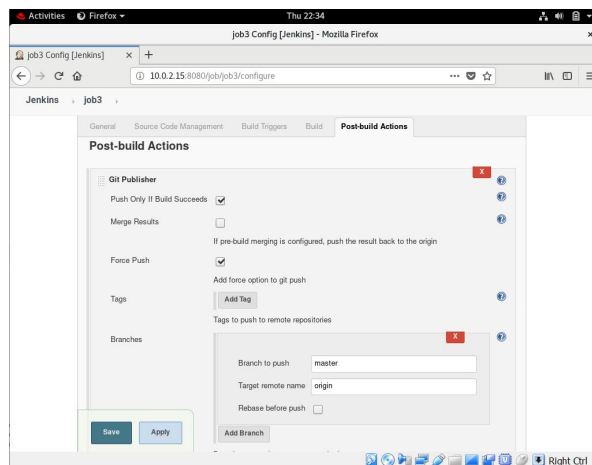 Activities Firefox Thu 22:34
job3 Config [Jenkins] - Mozilla Firefox
job3 Config [Jenkins] × +
10.0.2.15:8080/job/job3/configure
Jenkins › job3 ›
General Source Code Management Build Triggers Build Post-build Actions
Post-build Actions
Git Publisher X
Push Only If Build Succeeds
Merge Results
If pre-build merging is configured, push the result back to the origin
Force Push
Add force option to git push
Tags Add Tag
Tags to push to remote repositories
Branches X
Branch to push master
Target remote name origin
Rebase before push
Save Apply Add Branch
Right Ctrl